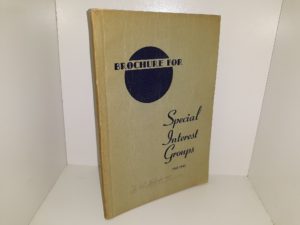 BROCHURE FOR
Special
Interest
Groups